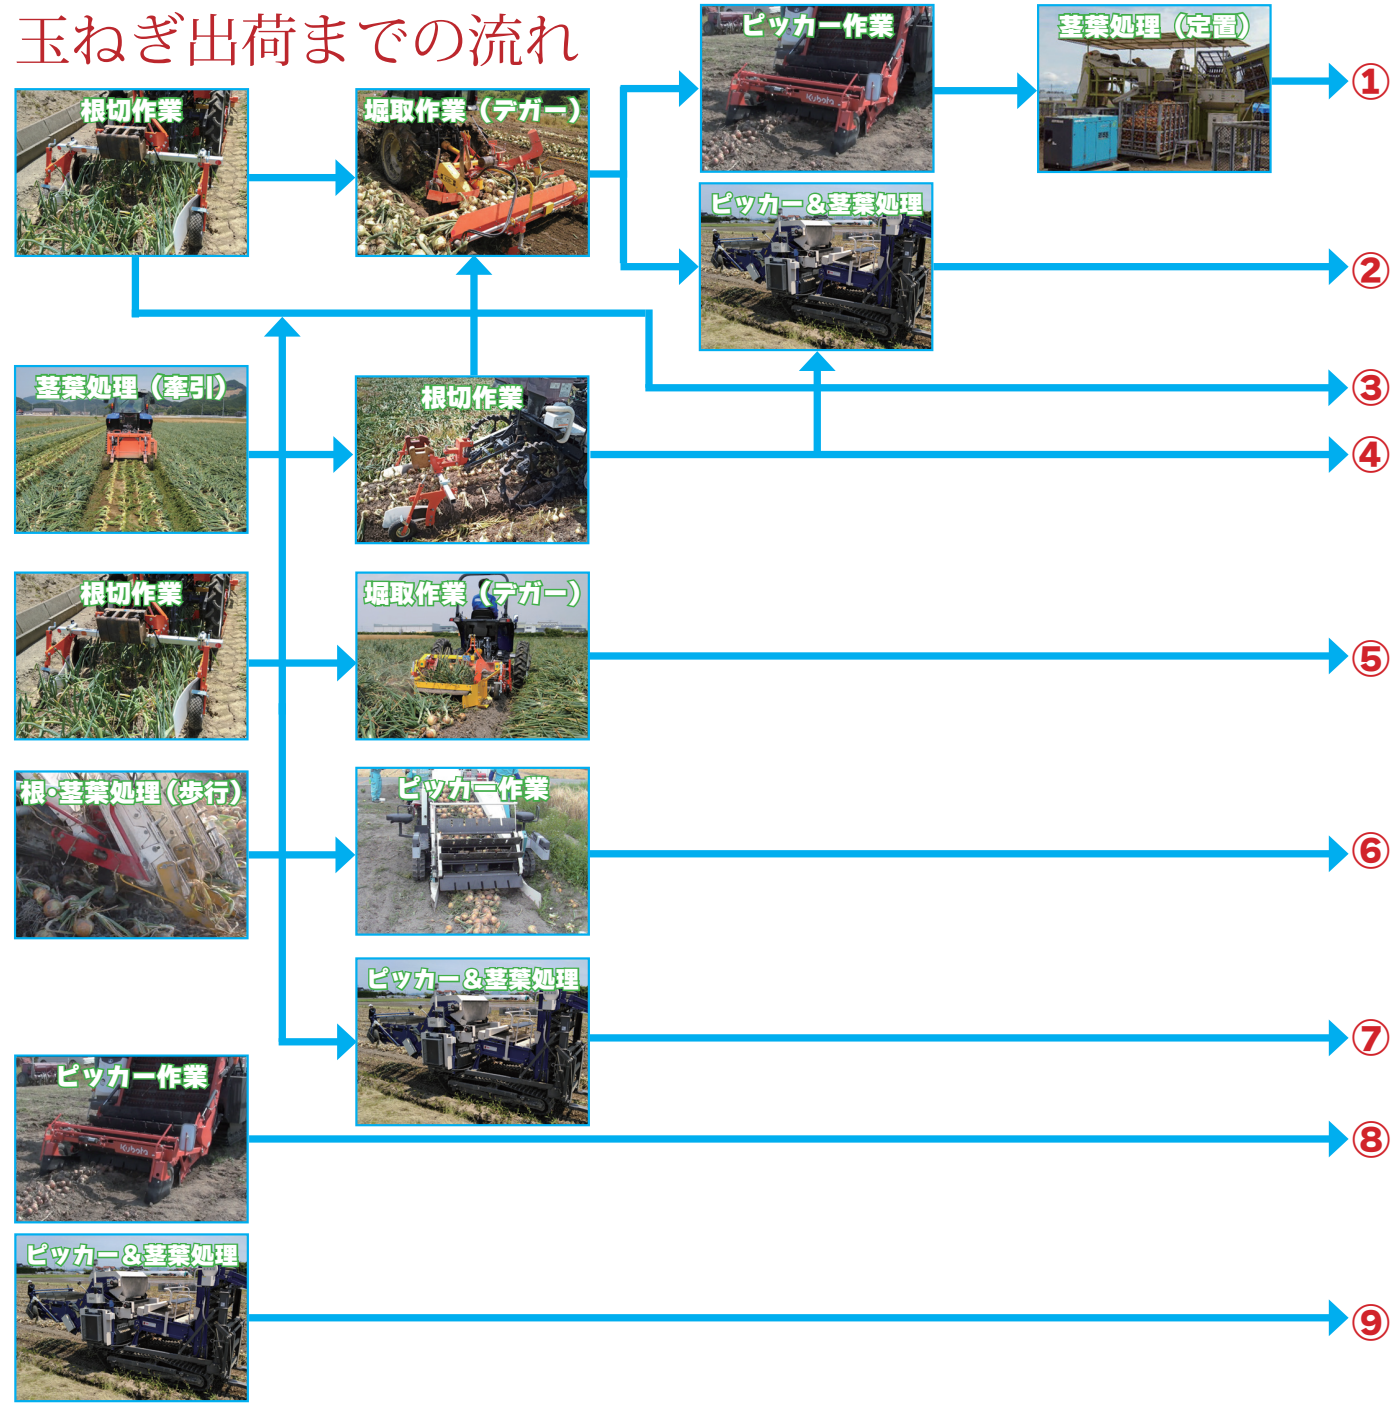 玉ねぎ出荷までの流れ
根切作業
堀取作業（デガー）
ピッカー作業
Kubota
茎葉処理（定置）
①
ピッカー＆茎葉処理
②
③
茎葉処理（牽引）
根切作業
④
根切作業
堀取作業（デガー）
⑤
根・茎葉処理（歩行）
ピッカー作業
⑥
ピッカー＆茎葉処理
⑦
ピッカー作業
Kubota
⑧
ピッカー＆茎葉処理
⑨